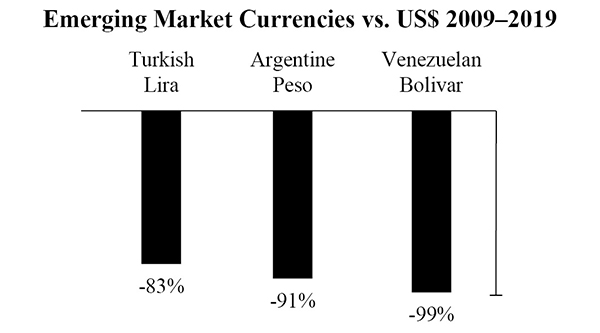 Emerging Market Currencies vs. US$ 2009–2019
Turkish
Lira
Argentine
Peso
Venezuelan
Bolivar
-83%
-91%
-99%